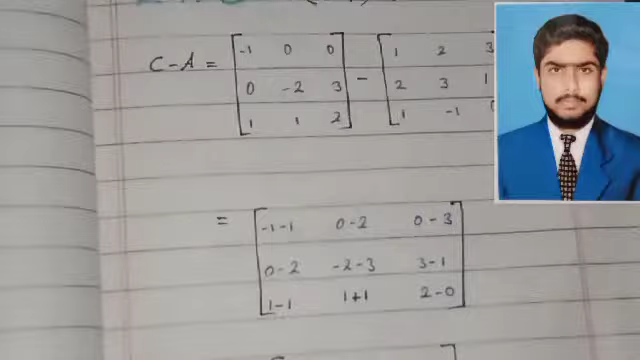 C-A = [ -1 0 0 ] - [ 1 2 3
0 -2 3 2 3 1
1 1 2 1 -1
= [ -1-1 0-2 0-3 ]
0-2 -2-3 3-1
1-1 1+1 2-0